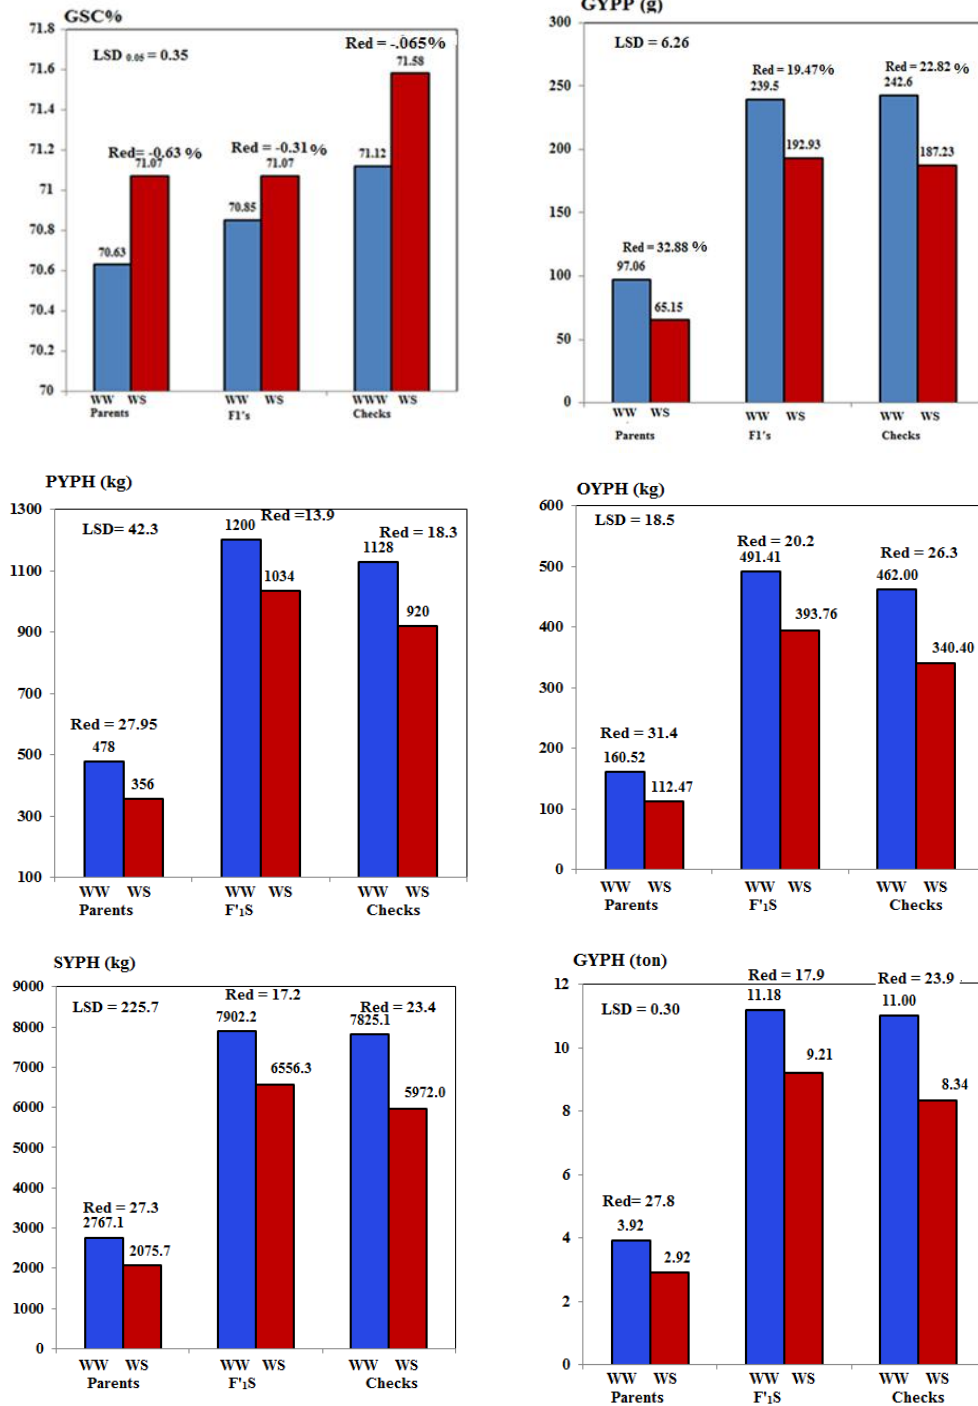 GSC%
71.8
71.6
71.4
71.2
71
70.8
70.6
70.4
70.2
70
LSD 0.05 = 0.35
Red = -.065%
71.58
Red= -0.63 %
71.07
Red = -0.31 %
71.07
71.12
70.85
70.63
WW WS WW WS WWW WS
Parents F1's Checks
GYPP (g)
300
250
200
150
100
50
0
LSD = 6.26
Red = 19.47%
239.5
Red = 22.82 %
242.6
192.93
187.23
Red = 32.88 %
97.06
65.15
WW WS WW WS WW WS
Parents F1's Checks
PYPH (kg)
1300
1100
900
700
500
300
100
LSD= 42.3
Red =13.9
1200
Red = 18.3
1128
1034
920
Red = 27.95
478
356
WW WS WW WS WW WS
Parents F'1S Checks
OYPH (kg)
600
500
400
300
200
100
0
LSD = 18.5
Red = 20.2
491.41
Red = 26.3
462.00
393.76
340.40
Red = 31.4
160.52
112.47
WW WS WW WS WW WS
Parents F'1S Checks
SYPH (kg)
9000
8000
7000
6000
5000
4000
3000
2000
1000
0
LSD = 225.7
Red = 17.2
7902.2
Red = 23.4
7825.1
6556.3
5972.0
Red = 27.3
2767.1
2075.7
WW WS WW WS WW WS
Parents F'1S Checks
GYPH (ton)
12
10
8
6
4
2
0
LSD = 0.30
Red = 17.9
11.18
Red = 23.9
11.00
9.21
8.34
Red= 27.8
3.92
2.92
WW WS WW WS WW WS
Parents F'1S Checks